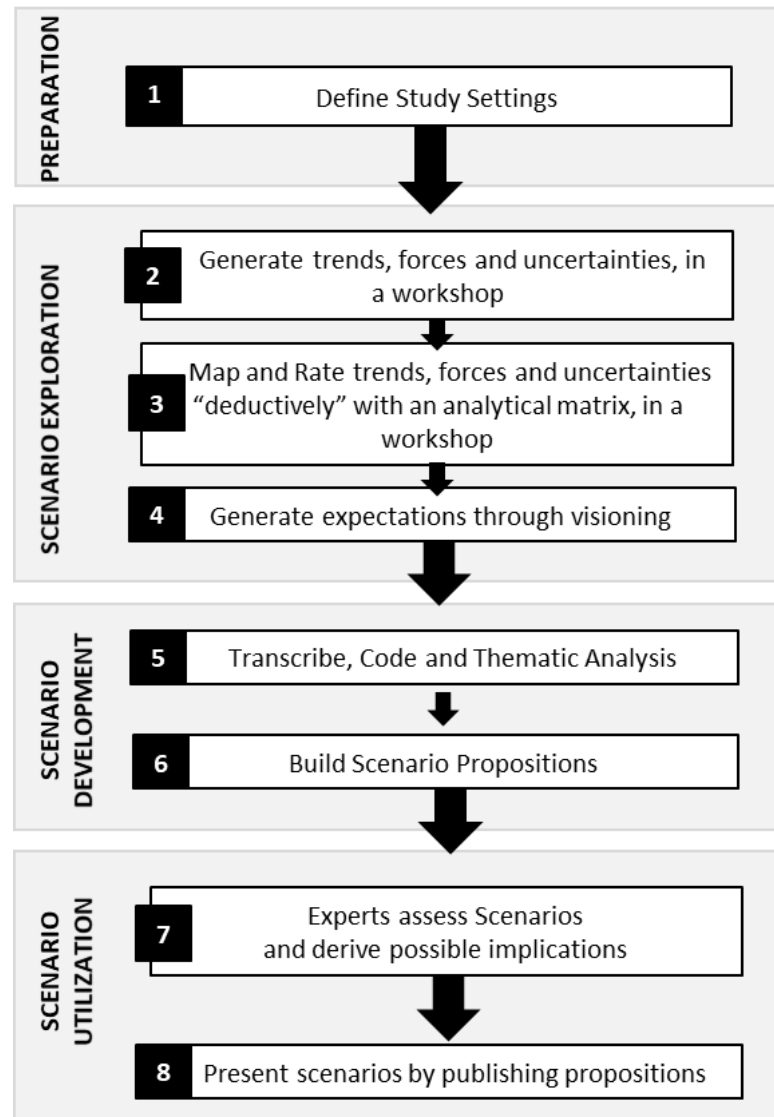 PREPARATION
1
Define Study Settings
SCENARIO EXPLORATION
2
Generate trends, forces and uncertainties, in
a workshop
3
Map and Rate trends, forces and uncertainties
“deductively” with an analytical matrix, in a
workshop
4
Generate expectations through visioning
SCENARIO
DEVELOPMENT
5
Transcribe, Code and Thematic Analysis
6
Build Scenario Propositions
SCENARIO
UTILIZATION
7
Experts assess Scenarios
and derive possible implications
8
Present scenarios by publishing propositions